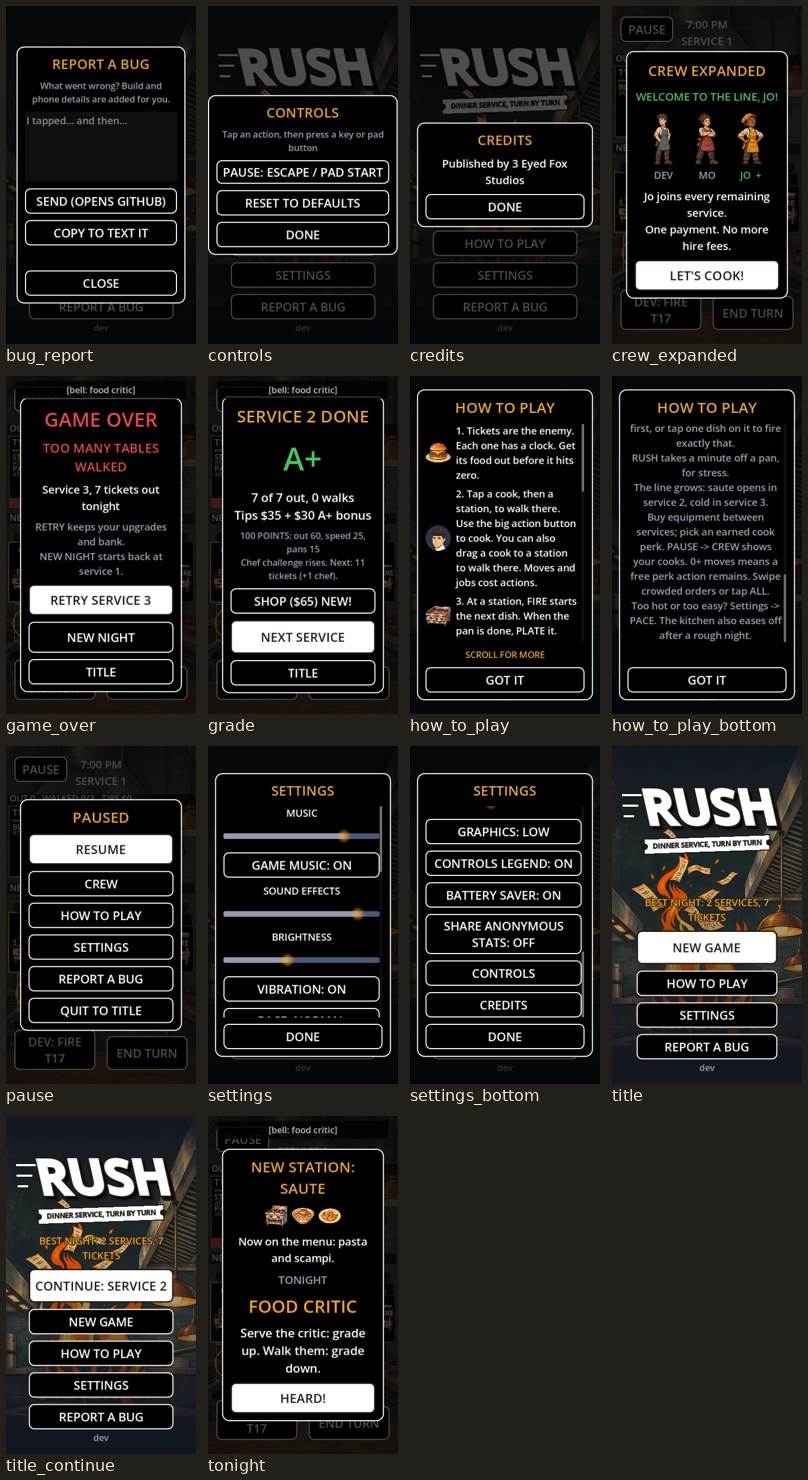 REPORT A BUG
What went wrong? Build and
phone details are added for you.
I tapped... and then...
SEND (OPENS GITHUB)
COPY TO TEXT IT
CLOSE
REPORT A BUG
dev
bug_report
RUSH
DINNER SERVICE, TURN BY TURN
CONTROLS
Tap an action, then press a key or pad
button
PAUSE: ESCAPE / PAD START
RESET TO DEFAULTS
DONE
SETTINGS
REPORT A BUG
dev
controls
RUSH
DINNER SERVICE, TURN BY TURN
CREDITS
Published by 3 Eyed Fox
Studios
DONE
HOW TO PLAY
SETTINGS
REPORT A BUG
dev
credits
PAUSE
7:00 PM
SERVICE 1
CREW EXPANDED
WELCOME TO THE LINE, JO!
DEV MO JO +
Jo joins every remaining
service.
One payment. No more
hire fees.
LET'S COOK!
DEV: FIRE
T17
END TURN
crew_expanded
[bell: food critic]
GAME OVER
TOO MANY TABLES
WALKED
Service 3, 7 tickets out
tonight
RETRY keeps your upgrades
and bank.
NEW NIGHT starts back at
service 1.
RETRY SERVICE 3
NEW NIGHT
TITLE
game_over
[bell: food critic]
SERVICE 2 DONE
A+
7 of 7 out, 0 walks
Tips $35 + $30 A+ bonus
100 POINTS: out 60, speed 25,
pans 15
Chef challenge rises. Next: 11
tickets (+1 chef).
SHOP ($65) NEW!
NEXT SERVICE
TITLE
grade
HOW TO PLAY
1. Tickets are the enemy.
Each one has a clock. Get
its food out before it hits
zero.
2. Tap a cook, then a
station, to walk there.
Use the big action button
to cook. You can also
drag a cook to a station
to walk there. Moves and
jobs cost actions.
3. At a station, FIRE starts
the next dish. When the
pan is done, PLATE it.
SCROLL FOR MORE
GOT IT
how_to_play
HOW TO PLAY
first, or tap one dish on it to fire
exactly that.
RUSH takes a minute off a pan,
for stress.
The line grows: saute opens in
service 2, cold in service 3.
Buy equipment between
services; pick an earned cook
perk. PAUSE -> CREW shows
your cooks. 0+ moves means a
free perk action remains. Swipe
crowded orders or tap ALL.
Too hot or too easy? Settings ->
PACE. The kitchen also eases off
after a rough night.
GOT IT
how_to_play_bottom
PAUSE
7:00 PM
SERVICE 1
PAUSED
RESUME
CREW
HOW TO PLAY
SETTINGS
REPORT A BUG
QUIT TO TITLE
DEV: FIRE
T17
END TURN
pause
SETTINGS
MUSIC
GAME MUSIC: ON
SOUND EFFECTS
BRIGHTNESS
VIBRATION: ON
DONE
dev
settings
SETTINGS
GRAPHICS: LOW
CONTROLS LEGEND: ON
BATTERY SAVER: ON
SHARE ANONYMOUS
STATS: OFF
CONTROLS
CREDITS
DONE
dev
settings_bottom
RUSH
DINNER SERVICE, TURN BY TURN
BEST NIGHT: 2 SERVICES, 7
TICKETS
NEW GAME
HOW TO PLAY
SETTINGS
REPORT A BUG
dev
title
RUSH
DINNER SERVICE, TURN BY TURN
BEST NIGHT: 2 SERVICES, 7
TICKETS
CONTINUE: SERVICE 2
NEW GAME
HOW TO PLAY
SETTINGS
REPORT A BUG
dev
title_continue
[bell: food critic]
PAUSE
NEW STATION:
SAUTE
Now on the menu: pasta
and scampi.
TONIGHT
FOOD CRITIC
Serve the critic: grade
up. Walk them: grade
down.
HEARD!
T17
END TURN
tonight